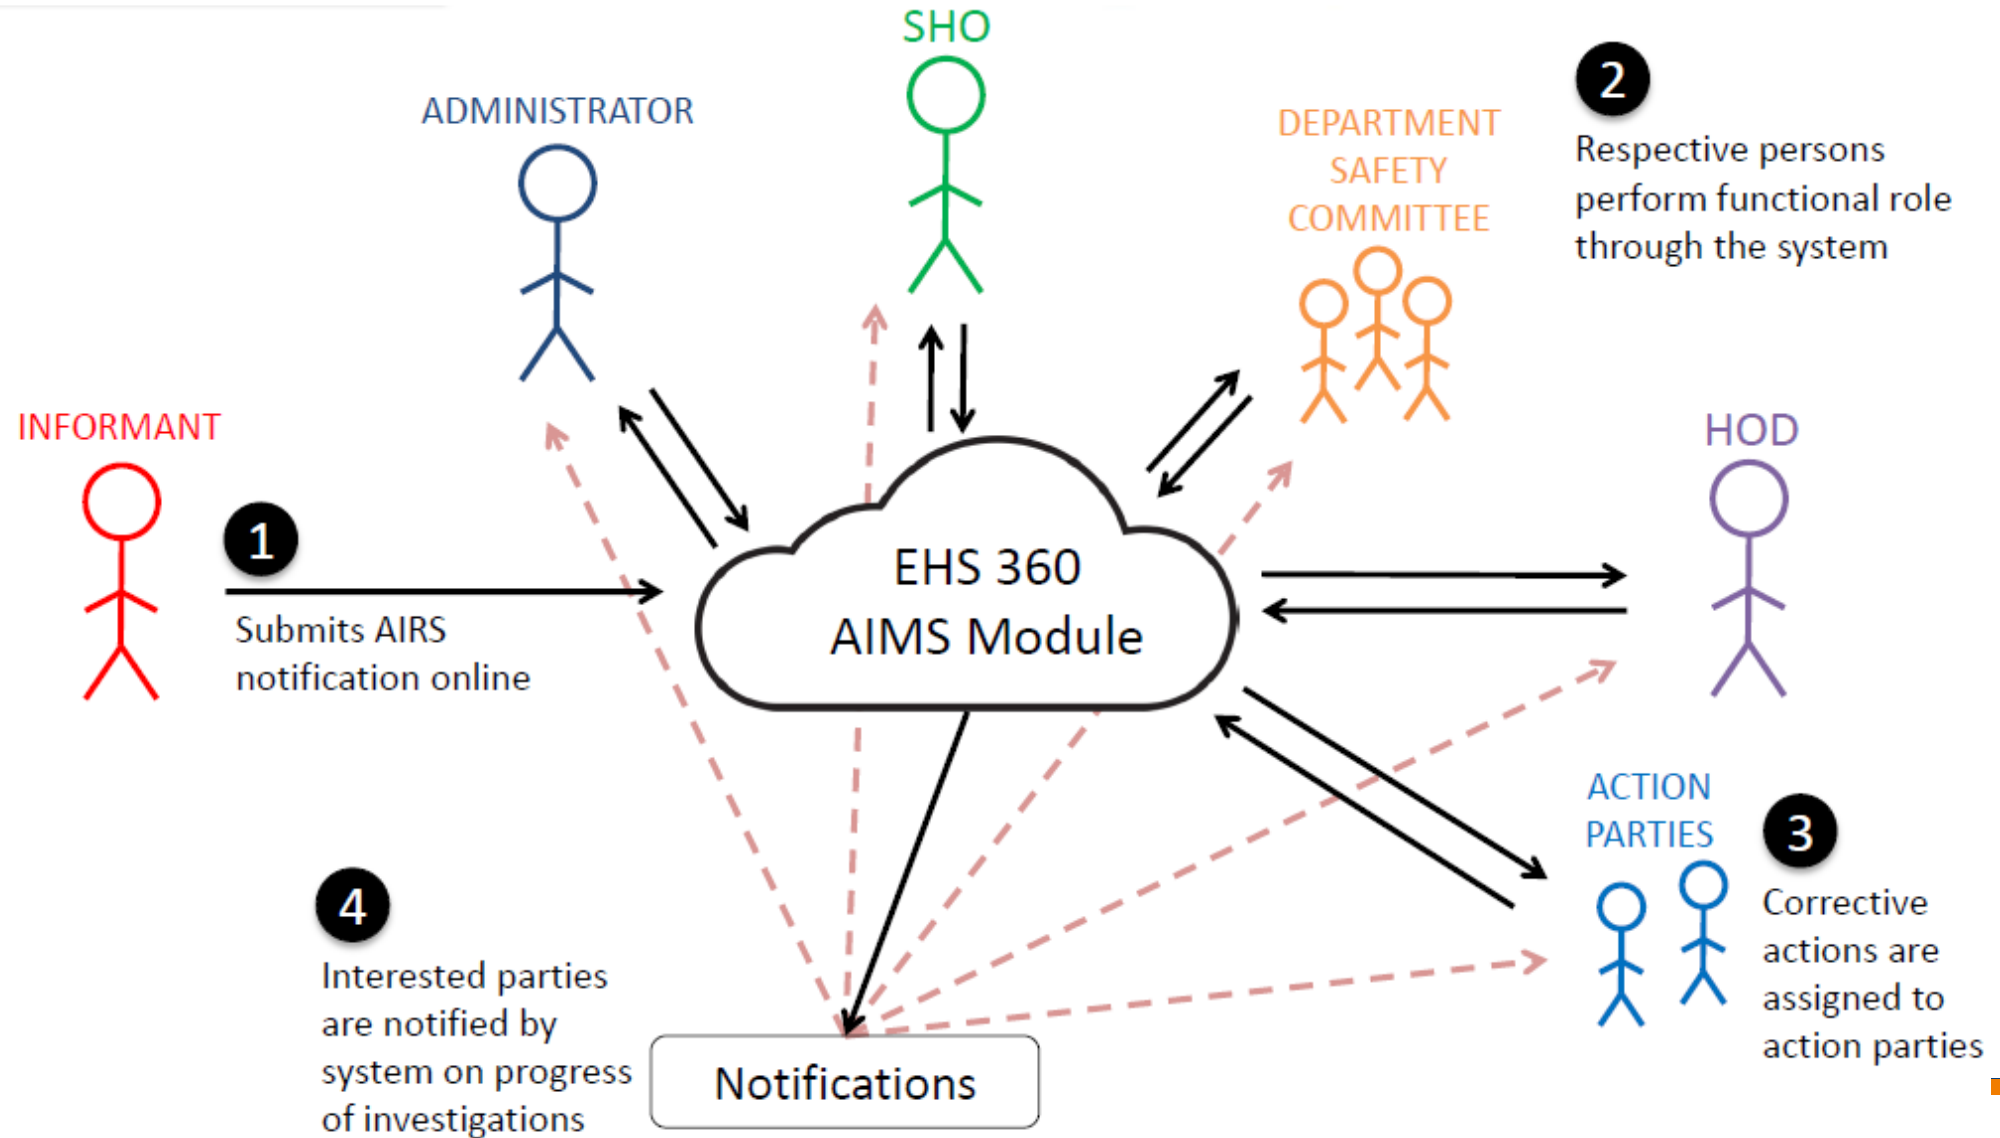 SHO
ADMINISTRATOR
DEPARTMENT
SAFETY
COMMITTEE
2
Respective persons
perform functional role
through the system
INFORMANT
HOD
1
Submits AIRS
notification online
EHS 360
AIMS Module
ACTION
PARTIES
3
Corrective
actions are
assigned to
action parties
4
Interested parties
are notified by
system on progress
of investigations
Notifications